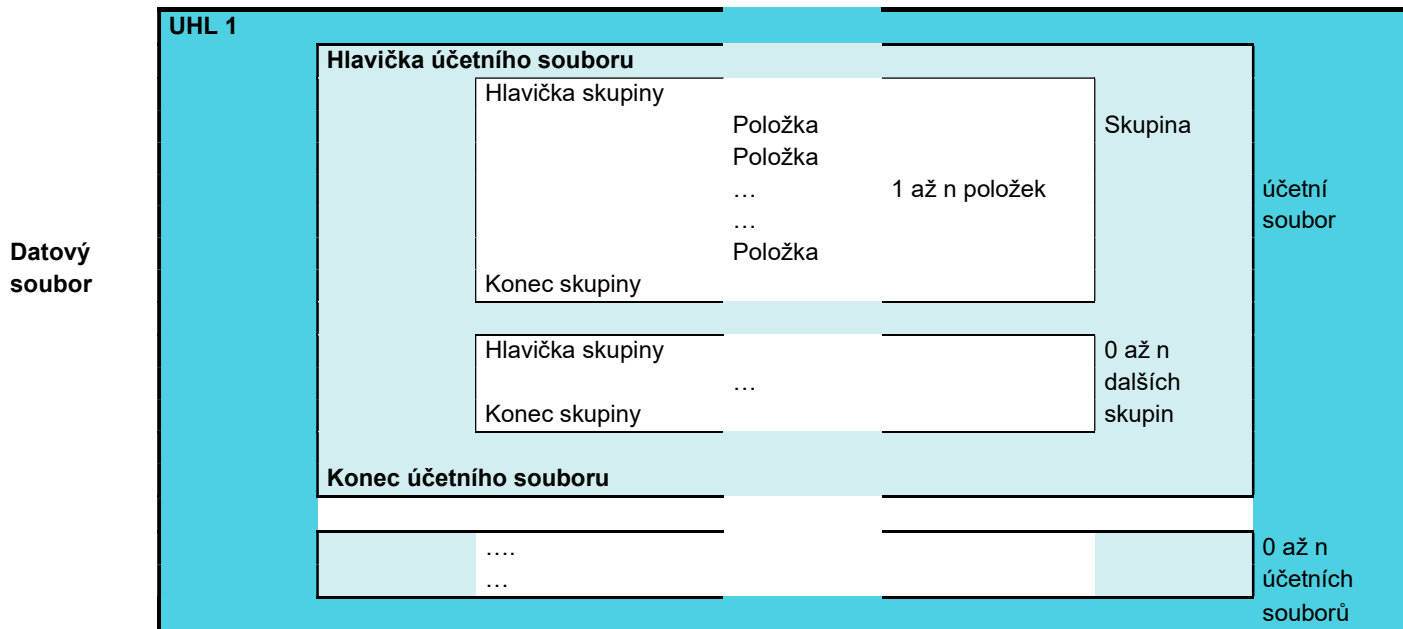 UHL 1
Hlavička účetního souboru
Hlavička skupiny
Položka Skupina
Položka
… 1 až n položek účetní
… soubor
Datový Položka
soubor Konec skupiny
Hlavička skupiny 0 až n
… dalších
Konec skupiny skupin
Konec účetního souboru
…. 0 až n
… účetních
souborů